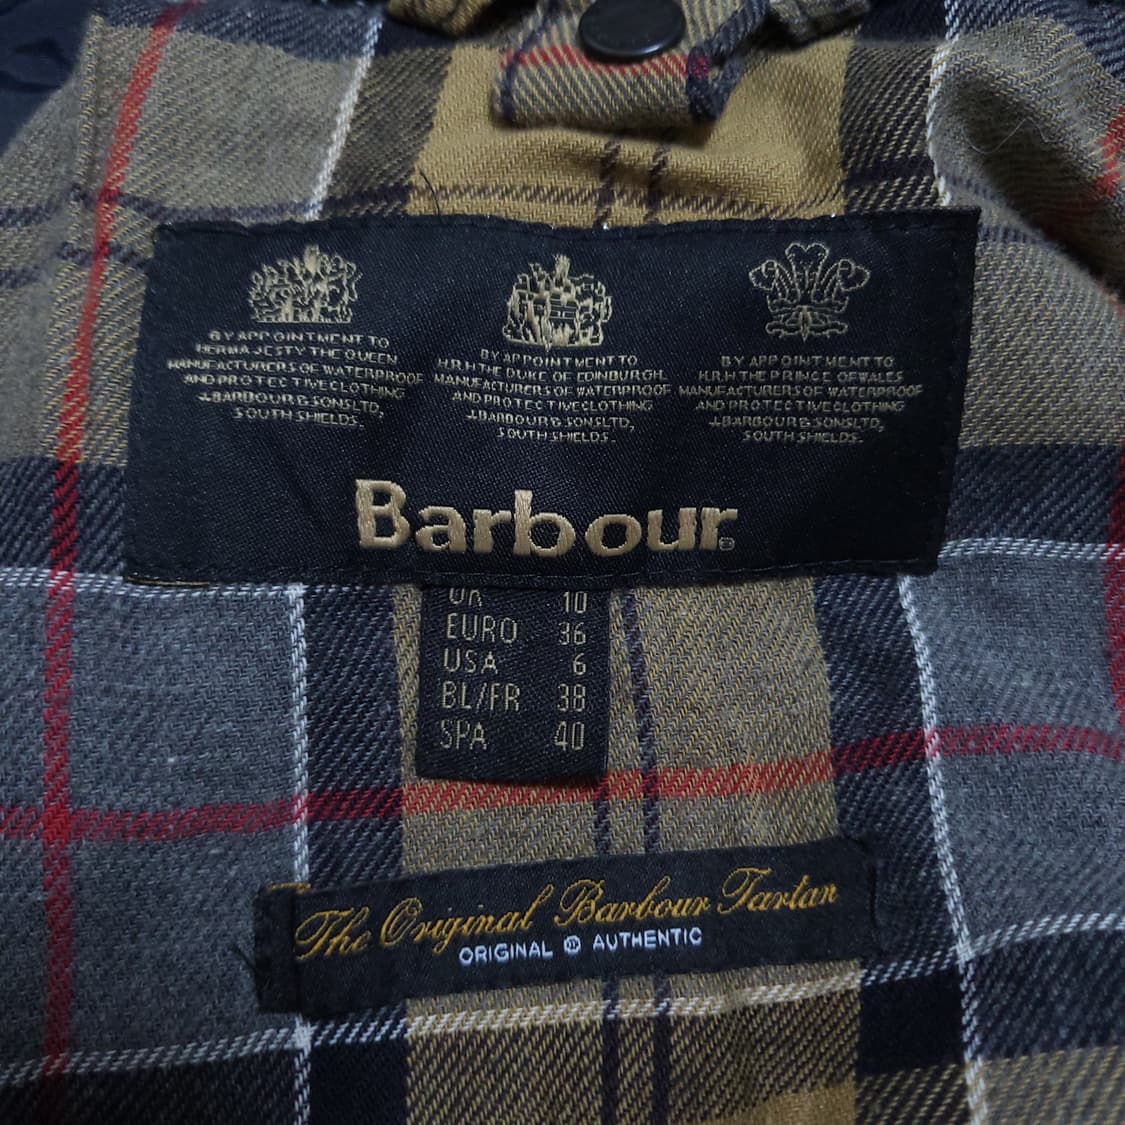 BY APPOINTMENT TO
HER MAJESTY THE QUEEN
MANUFACTURERS OF WATERPROOF
AND PROTECTIVE CLOTHING
J.BARBOUR & SONS LTD,
SOUTH SHIELDS.
BY APPOINTMENT TO
H.R.H THE DUKE OF EDINBURGH
MANUFACTURERS OF WATERPROOF
AND PROTECTIVE CLOTHING
J.BARBOUR & SONS LTD,
SOUTH SHIELDS.
BY APPOINTMENT TO
H.R.H THE PRINCE OF WALES
MANUFACTURERS OF WATERPROOF
AND PROTECTIVE CLOTHING
J.BARBOUR & SONS LTD,
SOUTH SHIELDS.
Barbour®
UK 10
EURO 36
USA 6
BL/FR 38
SPA 40
The Original Barbour Tartan
ORIGINAL AUTHENTIC